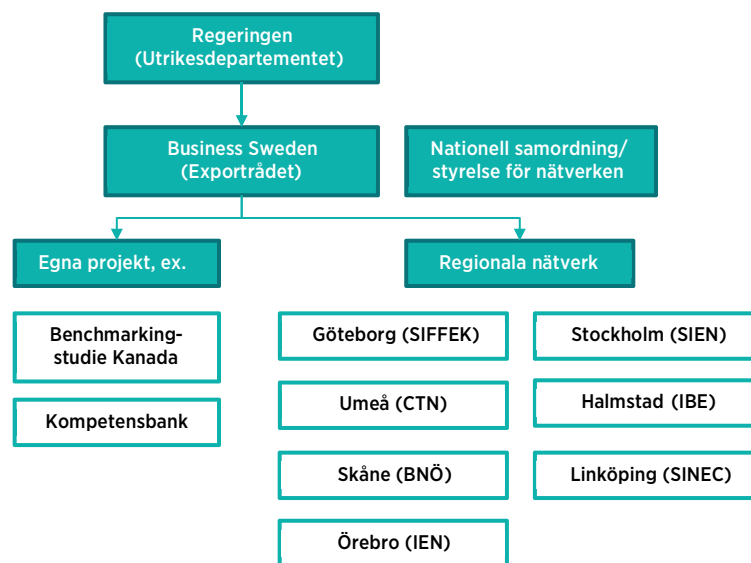 Regeringen
(Utrikesdepartementet)
Business Sweden
(Exportrådet)
Nationell samordning/
styrelse för nätverken
Egna projekt, ex.
Regionala nätverk
Benchmarking-
studie Kanada
Kompetensbank
Göteborg (SIFFEK)
Stockholm (SIEN)
Umeå (CTN)
Halmstad (IBE)
Skåne (BNÖ)
Linköping (SINEC)
Örebro (IEN)